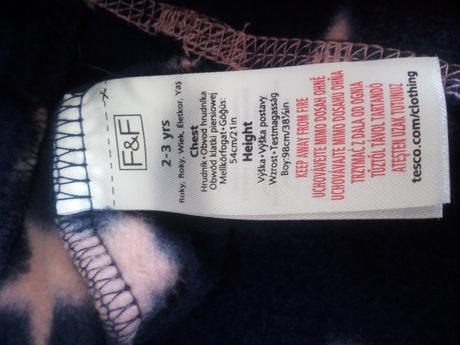 F&F
2-3 yrs
Roky, Roky, Wiek, Életkor, Yaş
Chest
Hrudník•Obvod hrudníka
Obwód klatki piersiowej
Mellkörfogat•Göğüs:
54cm/21in
Height
Výška•Výška postavy
Wzrost•Testmagasság
Boy:98cm/38½in
KEEP AWAY FROM FIRE
UCHOVÁVEJTE MIMO DOSAH OHNĚ
UCHOVÁVAJTE MIMO DOSAHU OHŇA
TRZYMAĆ Z DALA OD OGNIA
TŰZTŐL TÁVOL TARTANDÓ
ATEŞTEN UZAK TUTUNUZ
tesco.com/clothing